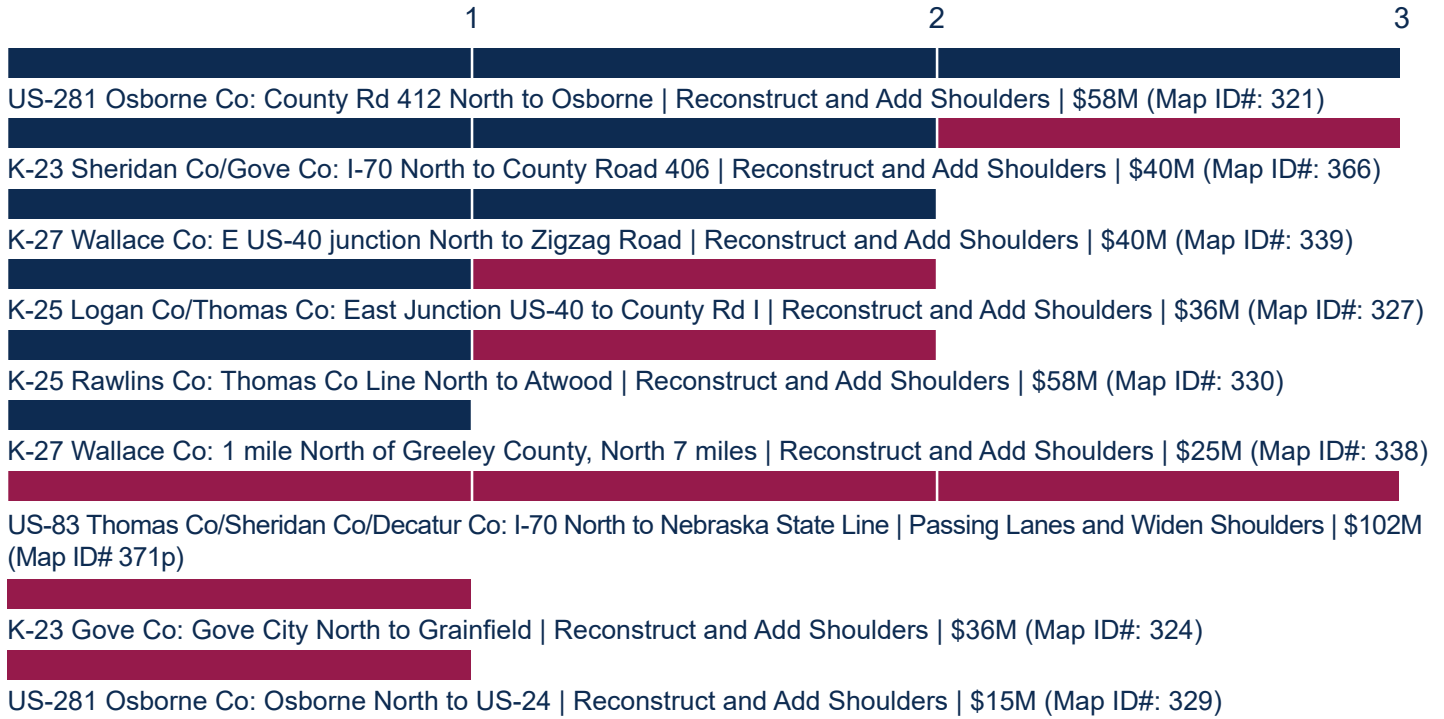 1 2 3
US-281 Osborne Co: County Rd 412 North to Osborne | Reconstruct and Add Shoulders | $58M (Map ID#: 321)
K-23 Sheridan Co/Gove Co: I-70 North to County Road 406 | Reconstruct and Add Shoulders | $40M (Map ID#: 366)
K-27 Wallace Co: E US-40 junction North to Zigzag Road | Reconstruct and Add Shoulders | $40M (Map ID#: 339)
K-25 Logan Co/Thomas Co: East Junction US-40 to County Rd I | Reconstruct and Add Shoulders | $36M (Map ID#: 327)
K-25 Rawlins Co: Thomas Co Line North to Atwood | Reconstruct and Add Shoulders | $58M (Map ID#: 330)
K-27 Wallace Co: 1 mile North of Greeley County, North 7 miles | Reconstruct and Add Shoulders | $25M (Map ID#: 338)
US-83 Thomas Co/Sheridan Co/Decatur Co: I-70 North to Nebraska State Line | Passing Lanes and Widen Shoulders | $102M
(Map ID# 371p)
K-23 Gove Co: Gove City North to Grainfield | Reconstruct and Add Shoulders | $36M (Map ID#: 324)
US-281 Osborne Co: Osborne North to US-24 | Reconstruct and Add Shoulders | $15M (Map ID#: 329)